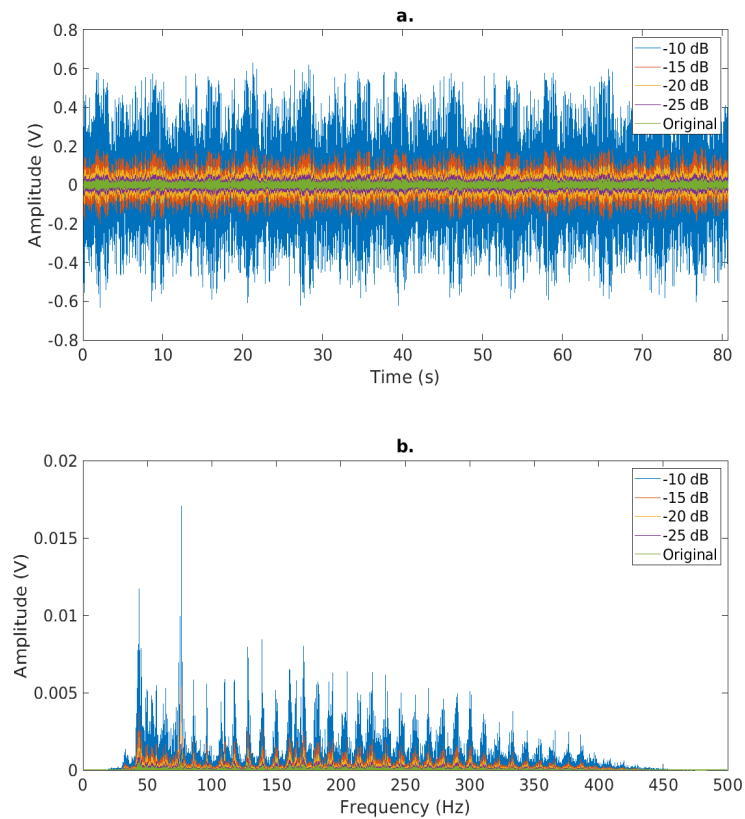 a.
0.8
0.6
0.4
0.2
0
-0.2
-0.4
-0.6
-0.8
Amplitude (V)
-10 dB
-15 dB
-20 dB
-25 dB
Original
0 10 20 30 40 50 60 70 80
Time (s)
b.
0.02
0.015
0.01
0.005
0
Amplitude (V)
-10 dB
-15 dB
-20 dB
-25 dB
Original
0 50 100 150 200 250 300 350 400 450 500
Frequency (Hz)